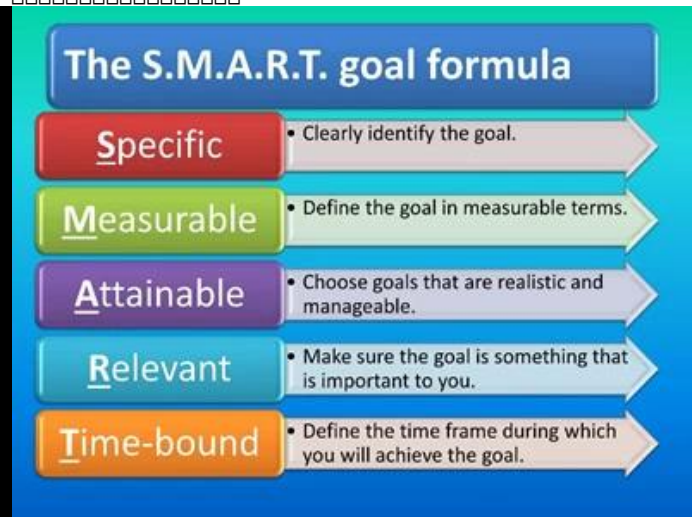 The S.M.A.R.T. goal formula
Specific
• Clearly identify the goal.
Measurable
• Define the goal in measurable terms.
Attainable
• Choose goals that are realistic and
manageable.
Relevant
• Make sure the goal is something that
is important to you.
Time-bound
• Define the time frame during which
you will achieve the goal.